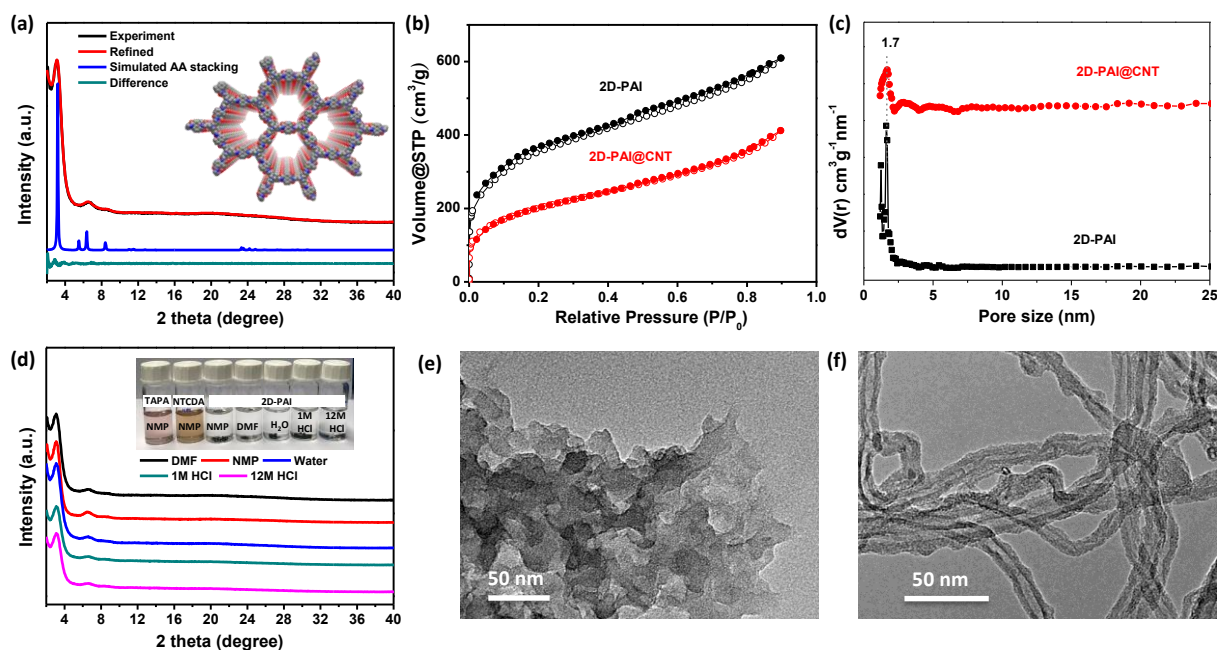 (a)
Experiment
Refined
Simulated AA stacking
Difference
Intensity (a.u.)
4 8 12 16 20 24 28 32 36 40
2 theta (degree)
(b)
600
400
200
0
2D-PAI
2D-PAI@CNT
Volume@STP (cm³/g)
0.0 0.2 0.4 0.6 0.8 1.0
Relative Pressure (P/P₀)
(c)
1.7
2D-PAI@CNT
2D-PAI
dV(r) cm³g⁻¹nm⁻¹
0 5 10 15 20 25
Pore size (nm)
(d)
TAPA NTCDA 2D-PAI
NMP NMP NMP DMF H₂O 1M HCl 12M HCl
DMF NMP Water
1M HCl 12M HCl
Intensity (a.u.)
4 8 12 16 20 24 28 32 36 40
2 theta (degree)
(e)
50 nm
(f)
50 nm